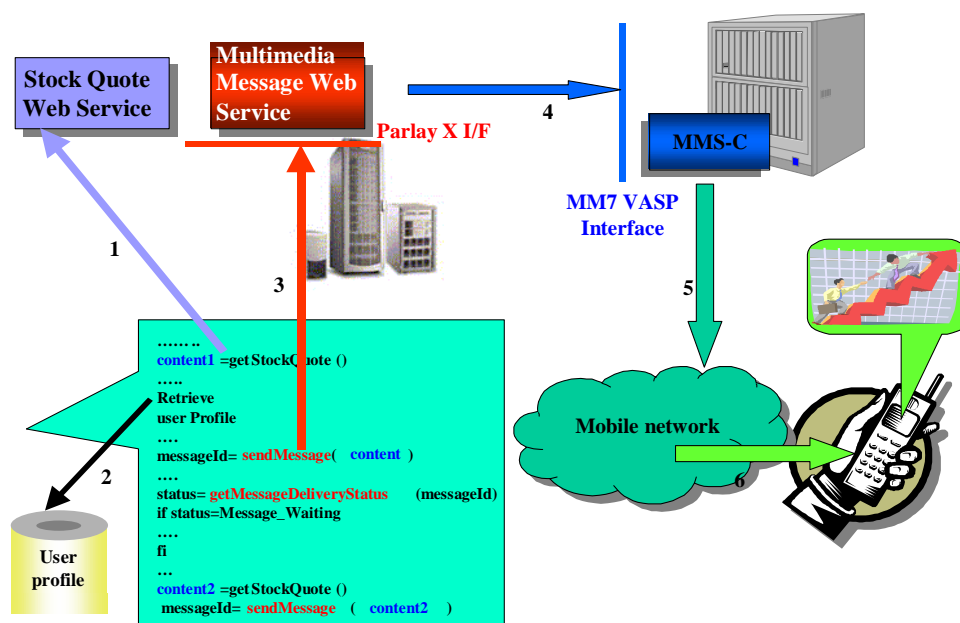 Stock Quote
Web Service
Multimedia
Message Web
Service
Parlay X I/F
4
MMS-C
MM7 VASP
Interface
1
3
5
…….. 
content1 =getStockQuote ()
…..
Retrieve
user Profile
….
messageId= sendMessage( content )
….
status= getMessageDeliveryStatus (messageId)
if status=Message_Waiting
….
fi
…
content2 =getStockQuote ()
messageId= sendMessage ( content2 )
2
User
profile
Mobile network
6